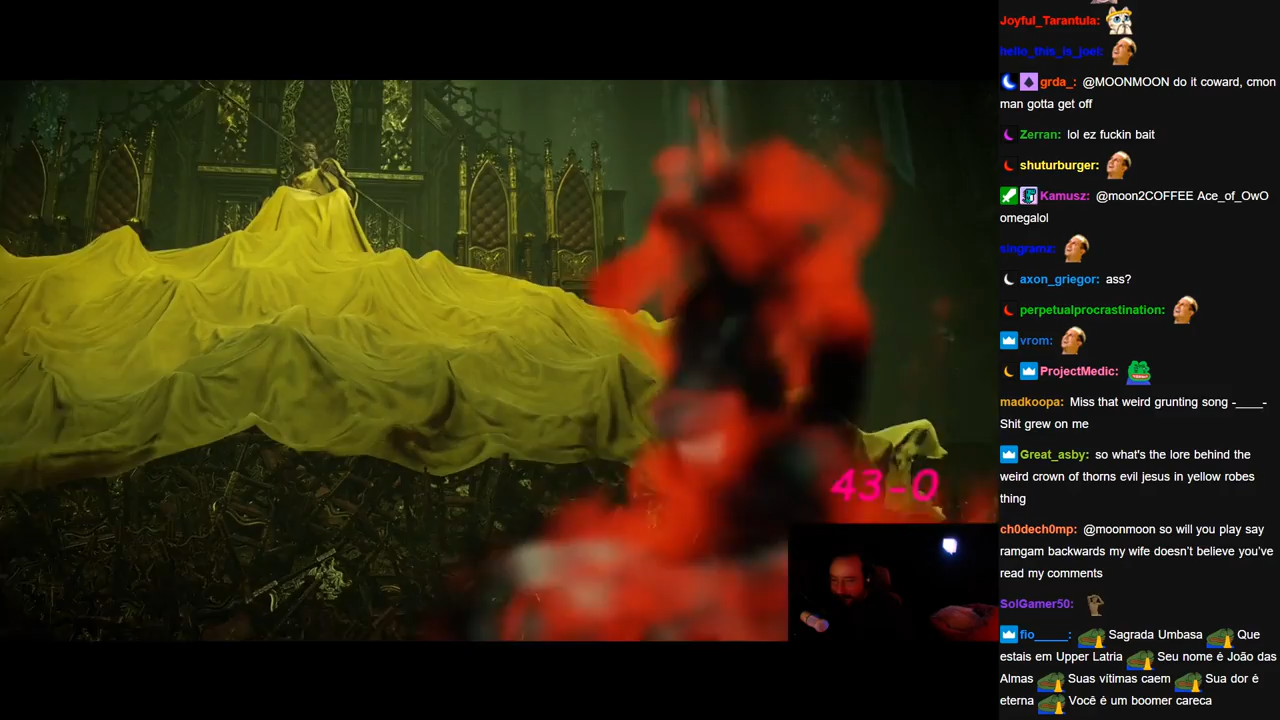 Joyful_Tarantula:
hello_this_is_joel:
grda_: @MOONMOON do it coward, cmon
man gotta get off
Zerran: lol ez fuckin bait
shuturburger:
Kamusz: @moon2COFFEE Ace_of_OwO
omegalol
singramz:
axon_griegor: ass?
perpetualprocrastination:
vrom:
ProjectMedic:
madkoopa: Miss that weird grunting song -____-
Shit grew on me
Great_asby: so what's the lore behind the
weird crown of thorns evil jesus in yellow robes
thing
ch0dech0mp: @moonmoon so will you play say
ramgam backwards my wife doesn't believe you've
read my comments
SolGamer50:
fio_____: Sagrada Umbasa Que
estais em Upper Latria Seu nome é João das
Almas Suas vítimas caem Sua dor é
eterna Você é um boomer careca
43-0